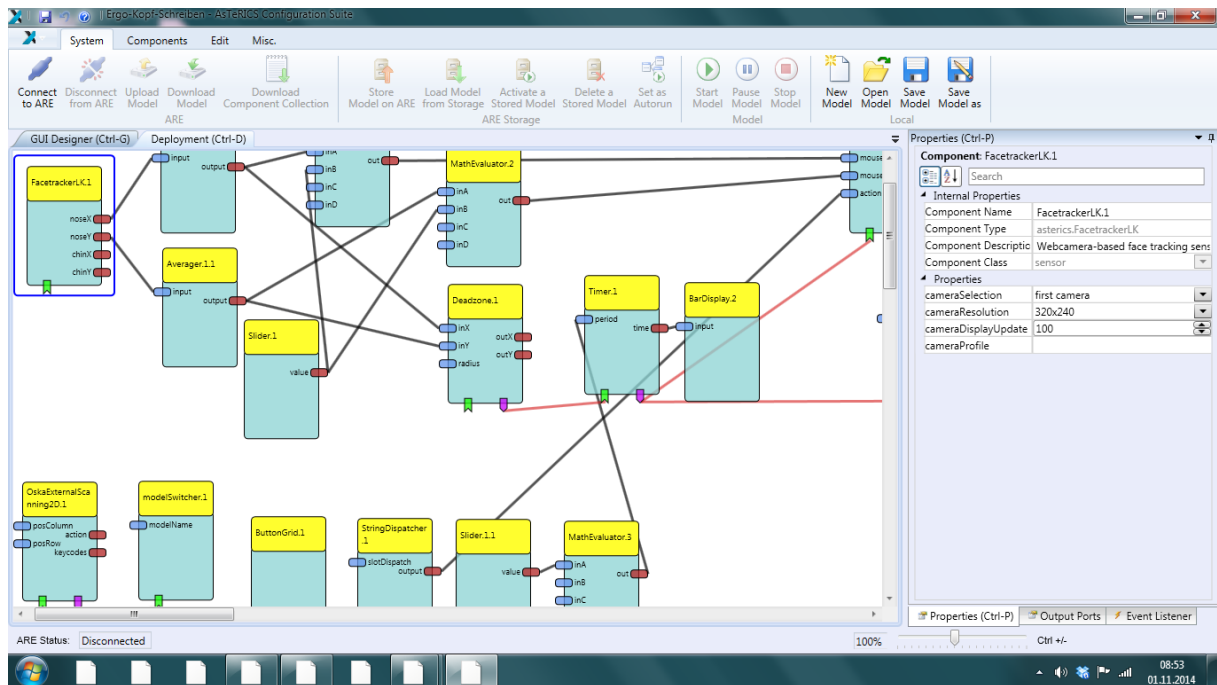 Ergo-Kopf-Schreiben - AsTeRICS Configuration Suite
System Components Edit Misc.
Connect to ARE
Disconnect from ARE
Upload Model
Download Model
Download Component Collection
ARE
Store Model on ARE
Load Model from Storage
Activate a Stored Model
Delete a Stored Model
Set as Autorun
ARE Storage
Start Model
Pause Model
Stop Model
Model
New Model
Open Model
Save Model
Save Model as
Local
GUI Designer (Ctrl-G) Deployment (Ctrl-D)
FacetrackerLK.1
noseX
noseY
chinX
chinY
input
output
Averager.1.1
input
output
Slider.1
value
inA
inB
inC
inD
out
MathEvaluator.2
inA
inB
inC
inD
out
Deadzone.1
inX
inY
radius
outX
outY
Timer.1
period
time
BarDisplay.2
input
mouse
mouse
action
OskaExternalSca
nning2D.1
posColumn
action
posRow
keycodes
modelSwitcher.1
modelName
ButtonGrid.1
StringDispatcher
.1
slotDispatch
output
Slider.1.1
value
MathEvaluator.3
inA
inB
inC
out
Properties (Ctrl-P)
Component: FacetrackerLK.1
Search
Internal Properties
Component Name FacetrackerLK.1
Component Type asterics.FacetrackerLK
Component Descriptic Webcamera-based face tracking sens
Component Class sensor
Properties
cameraSelection first camera
cameraResolution 320x240
cameraDisplayUpdate 100
cameraProfile
Properties (Ctrl-P) Output Ports Event Listener
ARE Status: Disconnected
100% Ctrl +/-
08:53
01.11.2014